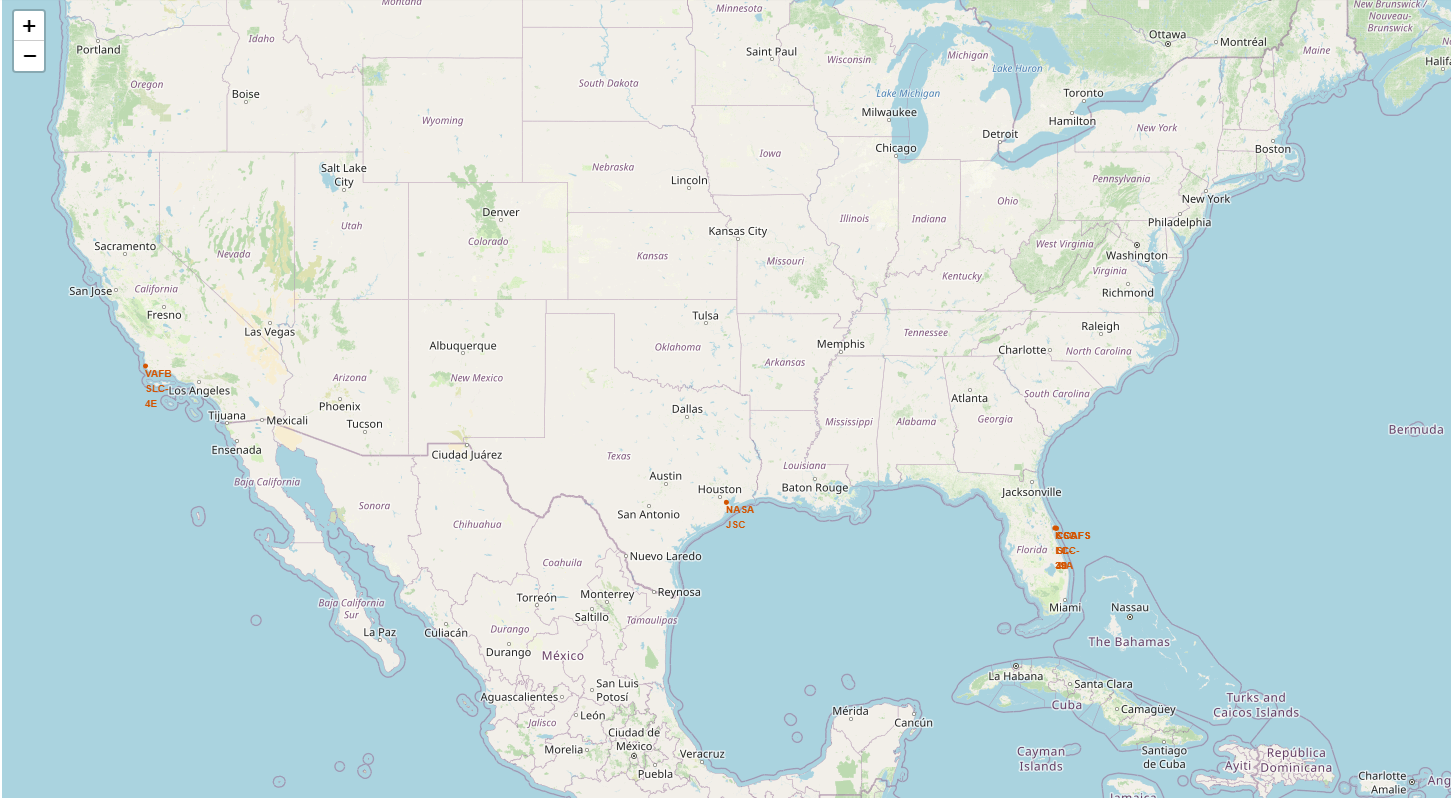 +
−
Montana
Minnesota
New Brunswick /
Nouveau-
Brunswick
Portland
Idaho
Saint Paul
Wisconsin
Michigan
Ottawa
Montréal
Maine
Lake Huron
Oregon
Boise
South Dakota
Lake Michigan
Toronto
Milwaukee
Hamilton
Wyoming
Detroit
New York
Chicago
Boston
Iowa
Nebraska
Salt Lake
City
Lincoln
Pennsylvania
Ohio
New York
Denver
Illinois
Indiana
Philadelphia
Utah
Kansas City
Sacramento
Colorado
West Virginia
Nevada
Kansas
Missouri
Washington
Virginia
Kentucky
San Jose
California
Richmond
Fresno
Tulsa
Las Vegas
Raleigh
Tennessee
Albuquerque
Oklahoma
Memphis
Charlotte
North Carolina
Arkansas
VAFB
SLC-
4E
Los Angeles
Arizona
New Mexico
Atlanta
South Carolina
Phoenix
Dallas
Tijuana
Mexicali
Tucson
Mississippi
Alabama
Georgia
Bermuda
Ensenada
Ciudad Juárez
Texas
Louisiana
Baja California
Austin
Houston
Baton Rouge
Jacksonville
Sonora
San Antonio
NASA
JSC
Chihuahua
Florida
Nuevo Laredo
Coahuila
Torreón
Monterrey
Reynosa
Baja California
Sur
Saltillo
Tamaulipas
Miami
Nassau
La Paz
Culiacán
Durango
The Bahamas
Durango
México
La Habana
Santa Clara
Aguascalientes
San Luis
Potosí
Cuba
Camagüey
Turks and
Caicos Islands
Jalisco
León
Mérida
Cancún
Ciudad de
México
Morelia
Veracruz
Cayman
Islands
Santiago
de Cuba
Puebla
Ayiti
República
Dominicana
Charlotte
Amalie
Jamaica